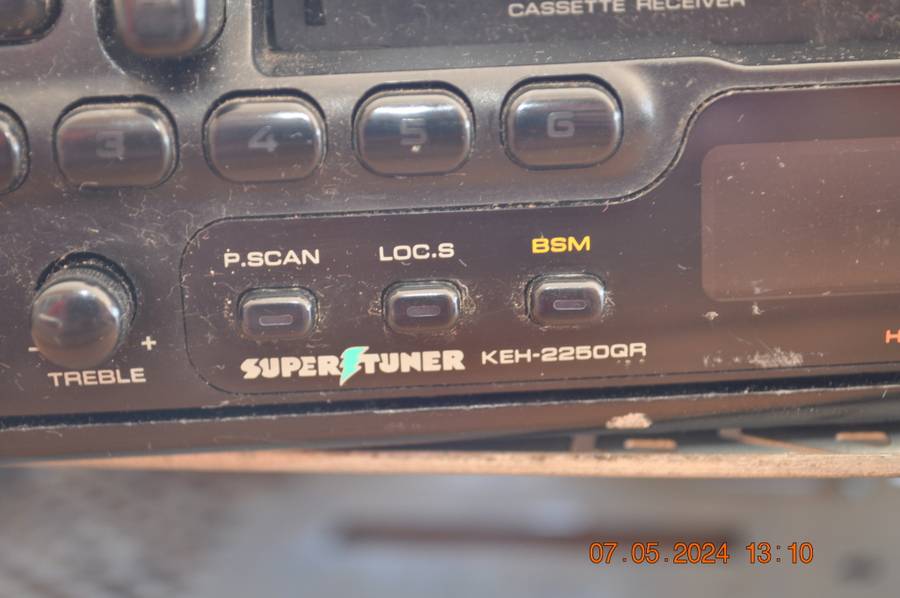 CASSETTE RECEIVER
3 4 5 6
P.SCAN LOC.S BSM
- +
TREBLE
SUPER TUNER KEH-2250QR
H
07.05.2024 13:10